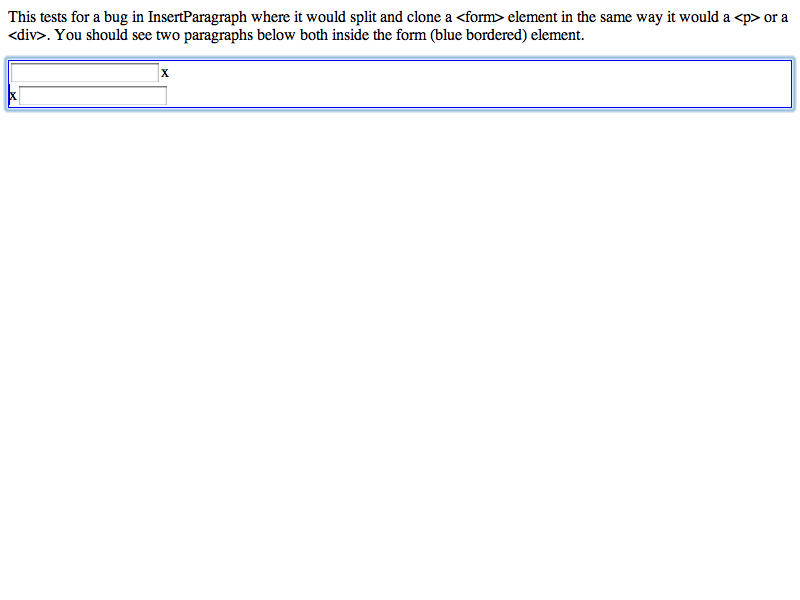 This tests for a bug in InsertParagraph where it would split and clone a <form> element in the same way it would a <p> or a
<div>. You should see two paragraphs below both inside the form (blue bordered) element.
x
x